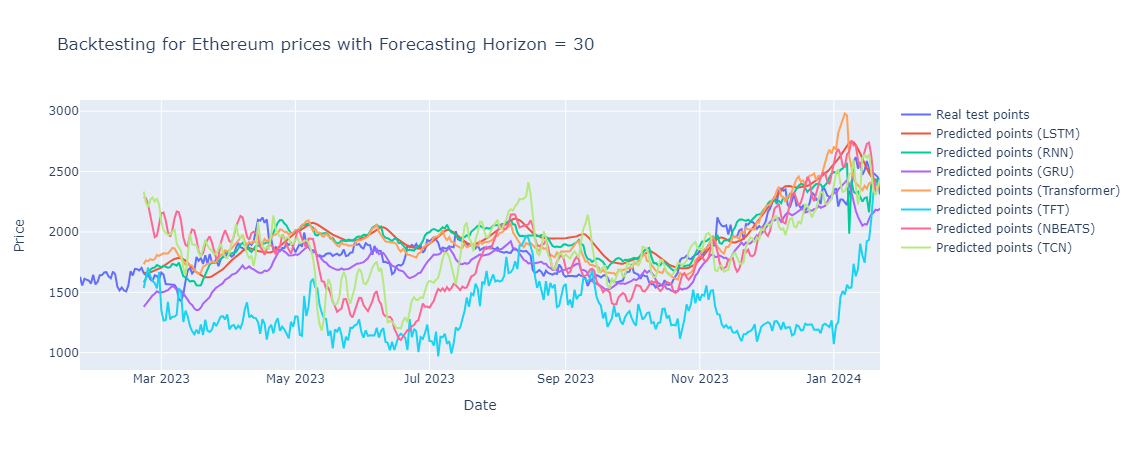 Backtesting for Ethereum prices with Forecasting Horizon = 30
3000
2500
2000
1500
1000
Price
Mar 2023
May 2023
Jul 2023
Sep 2023
Nov 2023
Jan 2024
Date
Real test points
Predicted points (LSTM)
Predicted points (RNN)
Predicted points (GRU)
Predicted points (Transformer)
Predicted points (TFT)
Predicted points (NBEATS)
Predicted points (TCN)